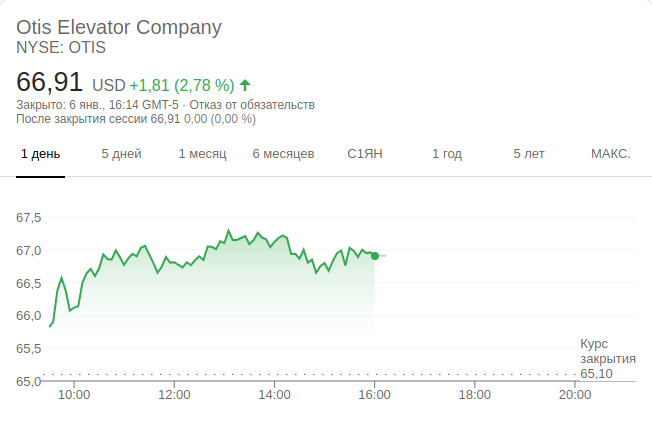 Otis Elevator Company
NYSE: OTIS
66,91 USD +1,81 (2,78 %)
Закрыто: 6 янв., 16:14 GMT-5 · Отказ от обязательств
После закрытия сессии 66,91 0,00 (0,00 %)
1 день 5 дней 1 месяц 6 месяцев С1ЯН 1 год 5 лет МАКС.
67,5
67,0
66,5
66,0
65,5
65,0
Курс
закрытия
65,10
10:00 12:00 14:00 16:00 18:00 20:00